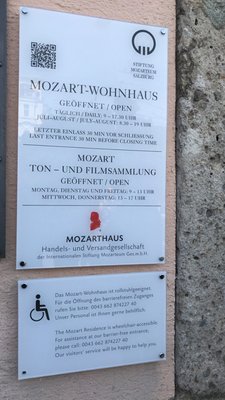 STIFTUNG
MOZARTEUM
SALZBURG
MOZART-WOHNHAUS
GEÖFFNET / OPEN
TÄGLICH / DAILY: 9 – 17.30 UHR
JULI-AUGUST / JULY-AUGUST: 8.30 – 19 UHR
LETZTER EINLASS 30 MIN VOR SCHLIESSUNG
LAST ENTRANCE 30 MIN BEFORE CLOSING TIME
MOZART
TON – UND FILMSAMMLUNG
GEÖFFNET / OPEN
MONTAG, DIENSTAG UND FREITAG: 9 – 13 UHR
MITTWOCH, DONNERSTAG: 13 – 17 UHR
MOZARTHAUS
Handels- und Versandgesellschaft
der Internationalen Stiftung Mozarteum Ges.m.b.H.
Das Mozart-Wohnhaus ist rollstuhlgeeignet.
Für die Öffnung des barrierefreien Zuganges
rufen Sie bitte: 0043 662 874227 40
Unser Personal ist Ihnen gerne behilflich.
The Mozart Residence is wheelchair-accessible.
For assistance at our barrier-free entrance,
please call: 0043 662 874227 40
Our visitors' service will be happy to help you.